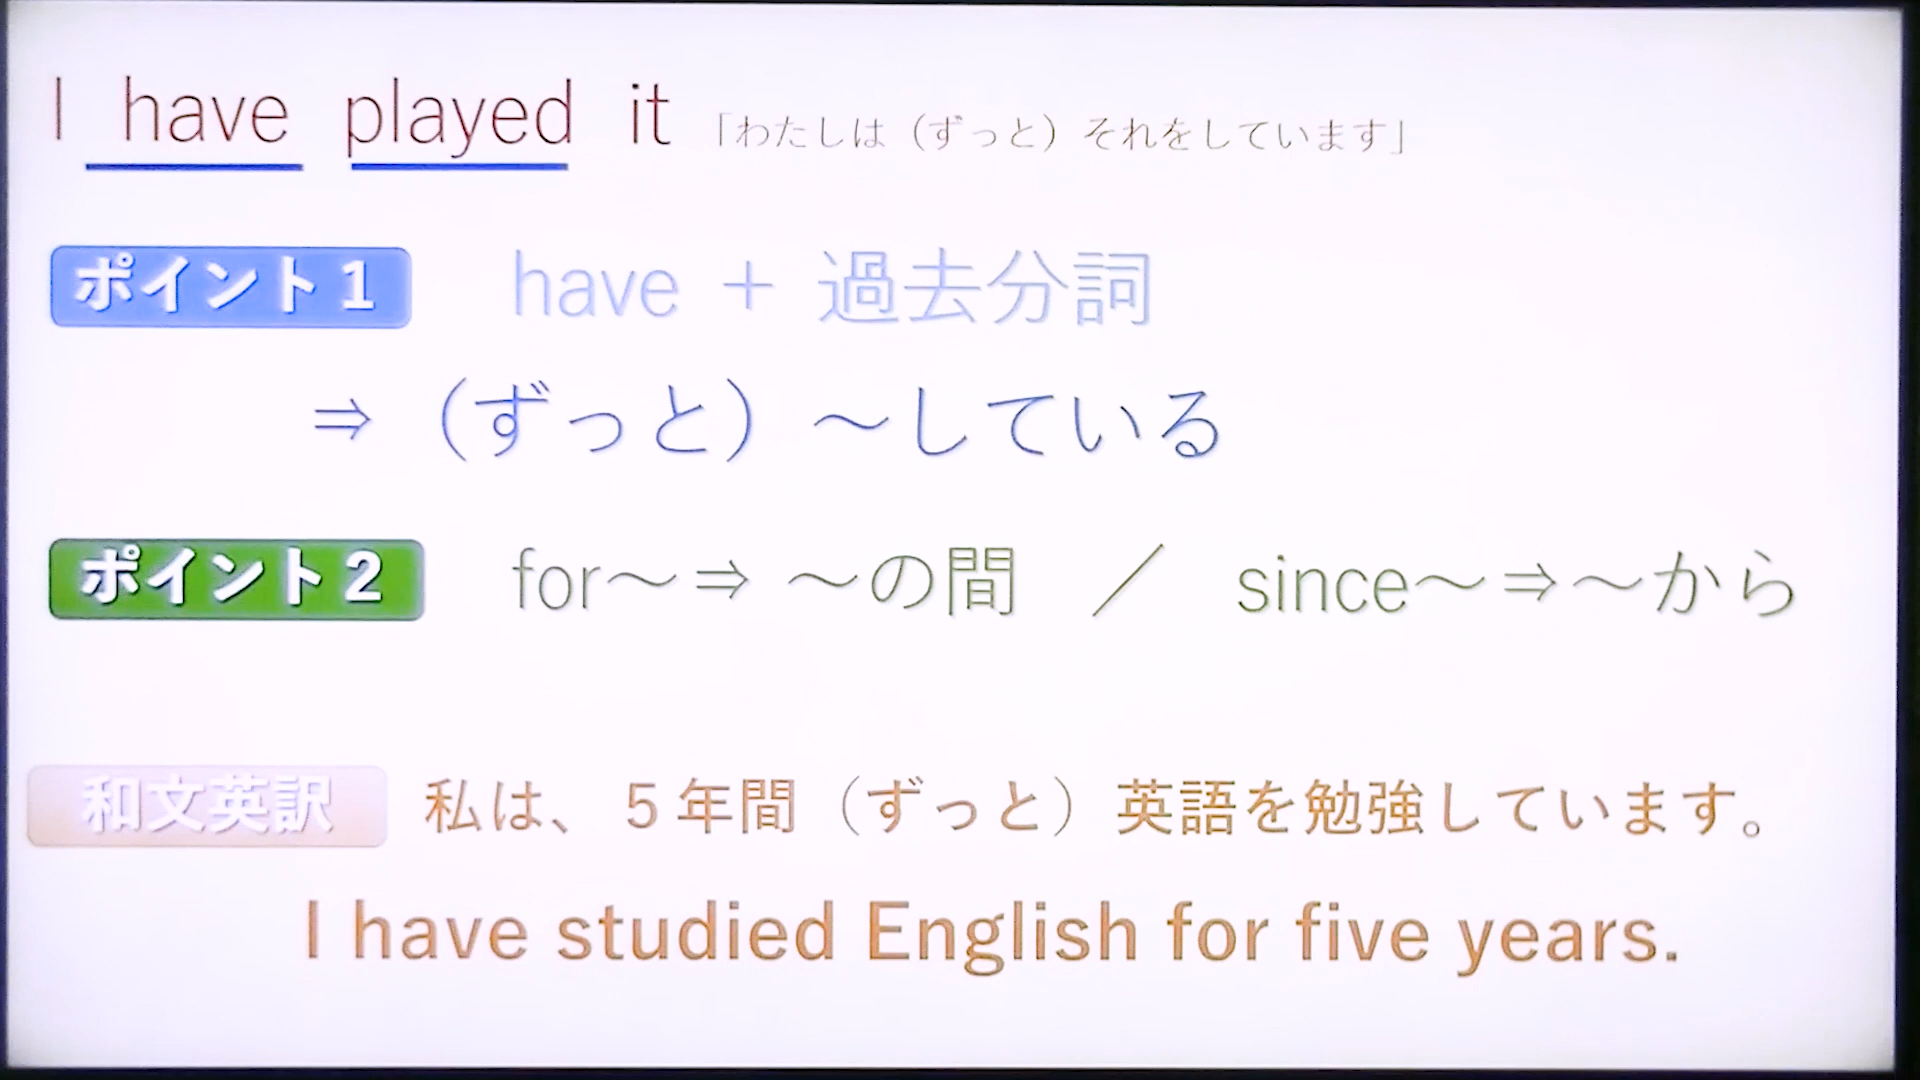 I have played it 「わたしは（ずっと）それをしています」
ポイント１ have ＋ 過去分詞
⇒ （ずっと）～している
ポイント２ for～⇒ ～の間 ／ since～⇒～から
和文英訳 私は、５年間（ずっと）英語を勉強しています。
I have studied English for five years.